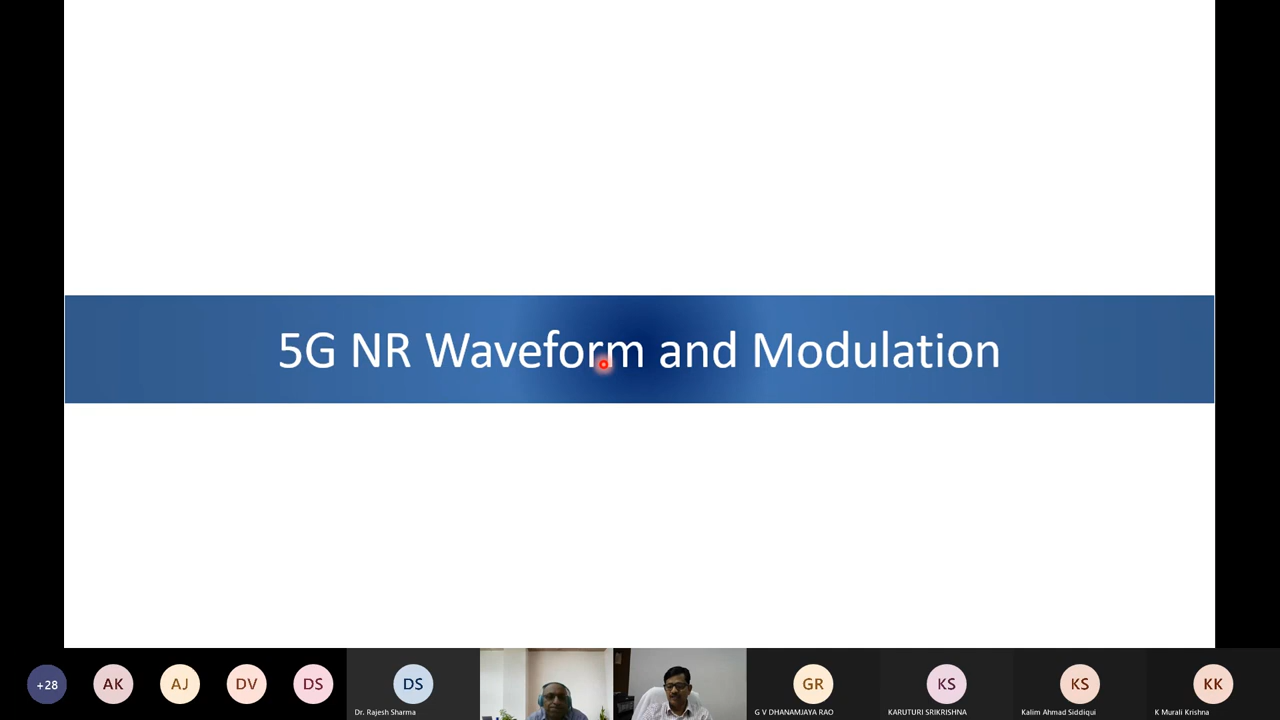 5G NR Waveform and Modulation
+28
AK
AJ
DV
DS
DS
Dr. Rajesh Sharma
GR
G V DHANAMJAYA RAO
KS
KARUTURI SRIKRISHNA
KS
Kalim Ahmad Siddiqui
KK
K Murali Krishna